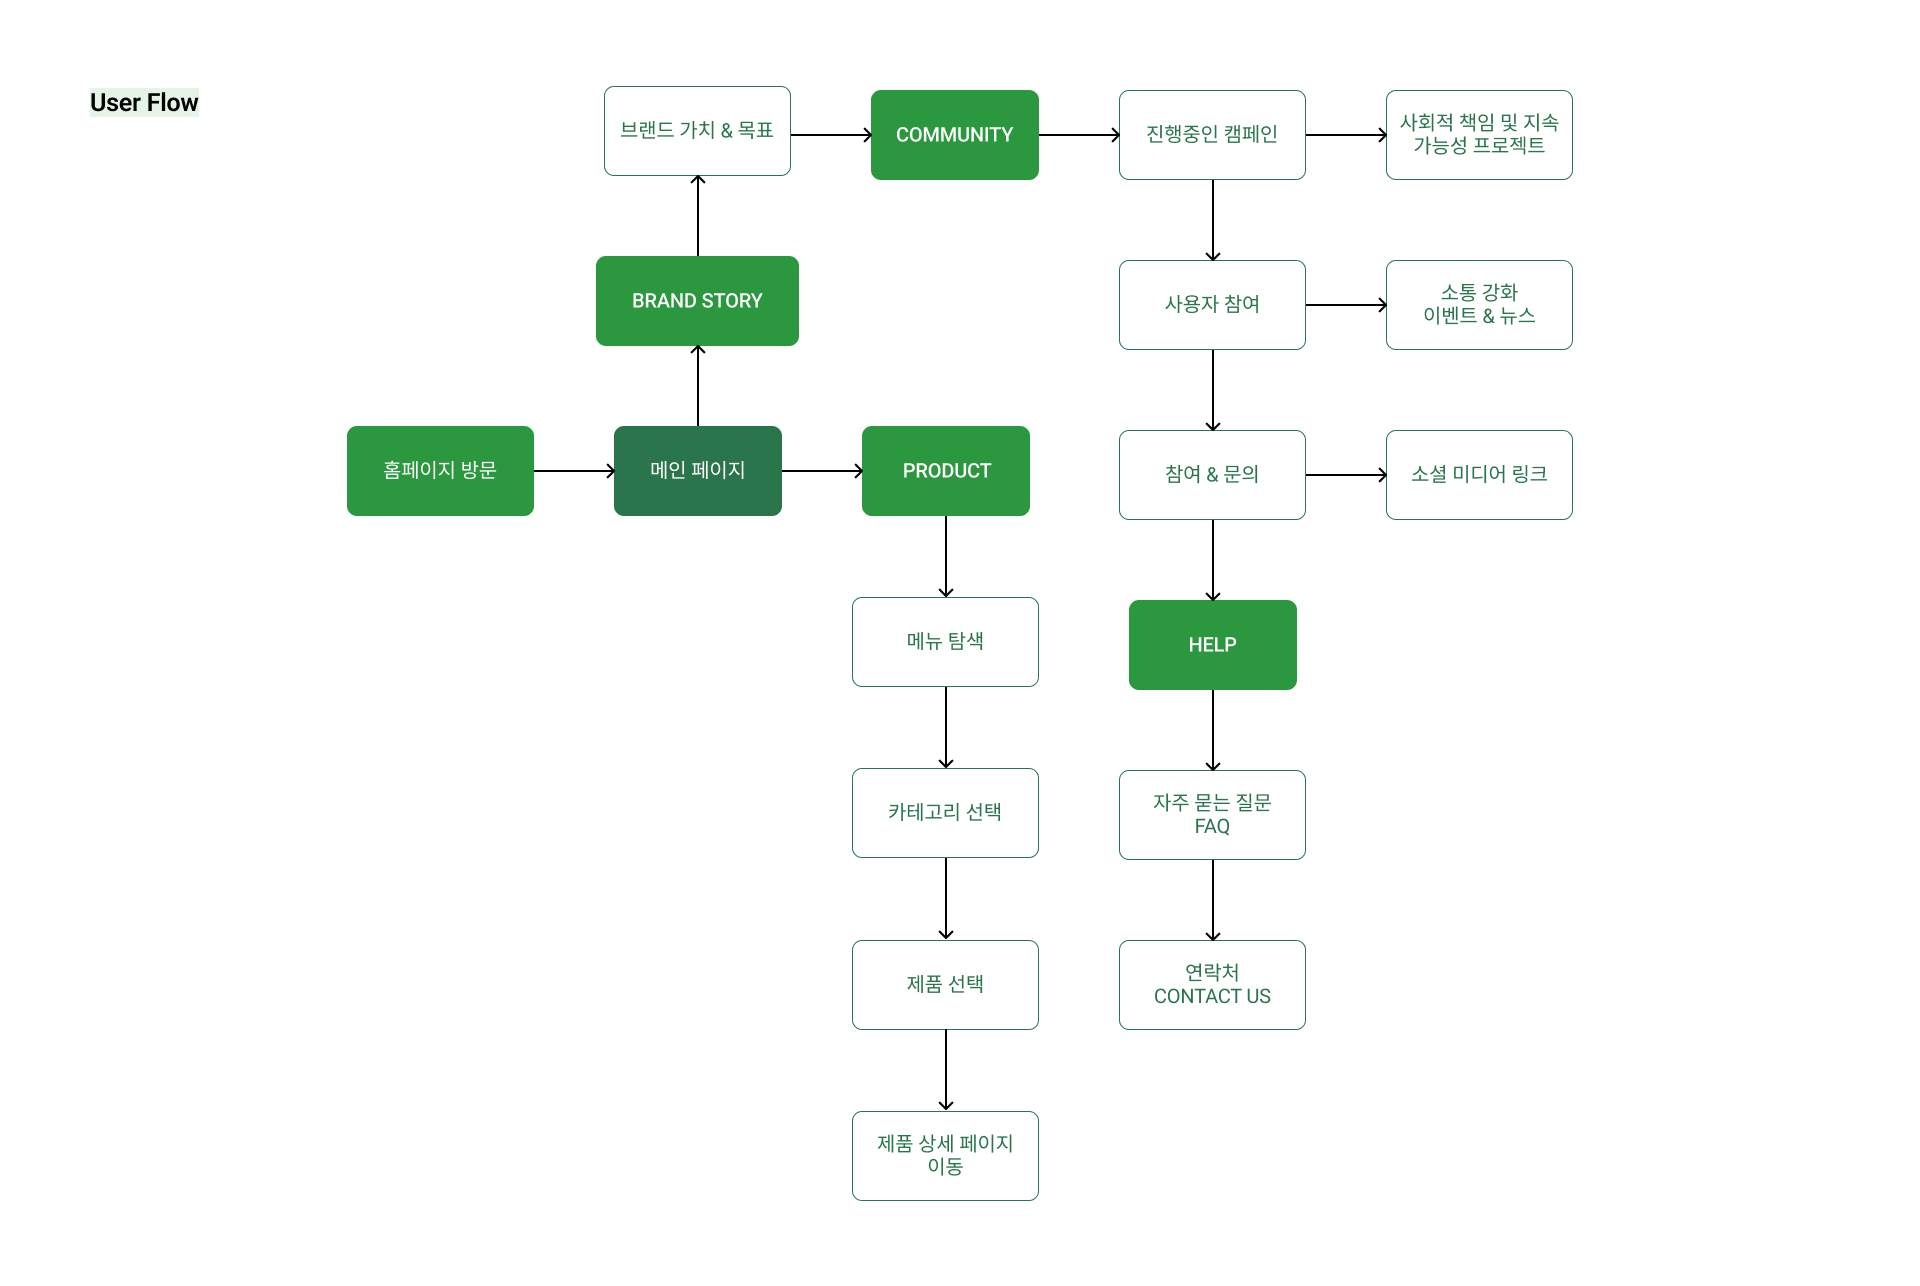 User Flow
브랜드 가치 & 목표
COMMUNITY
진행중인 캠페인
사회적 책임 및 지속
가능성 프로젝트
BRAND STORY
사용자 참여
소통 강화
이벤트 & 뉴스
홈페이지 방문
메인 페이지
PRODUCT
참여 & 문의
소셜 미디어 링크
메뉴 탐색
HELP
카테고리 선택
자주 묻는 질문
FAQ
제품 선택
연락처
CONTACT US
제품 상세 페이지
이동